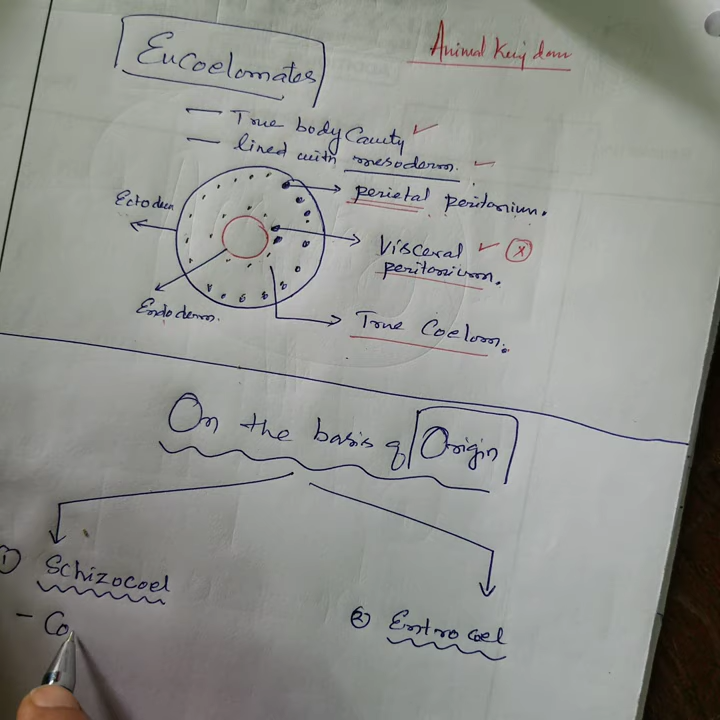 Eucoelomates
Animal Kingdom
— True body Cavity ✓
— lined with mesoderm. ✓
Ectoderm
perietal peritonium.
Visceral ✓ (x)
peritonium.
Endoderm.
True Coelom.
On the basis of Origin
① Schizocoel
– Co
② Entrocoel